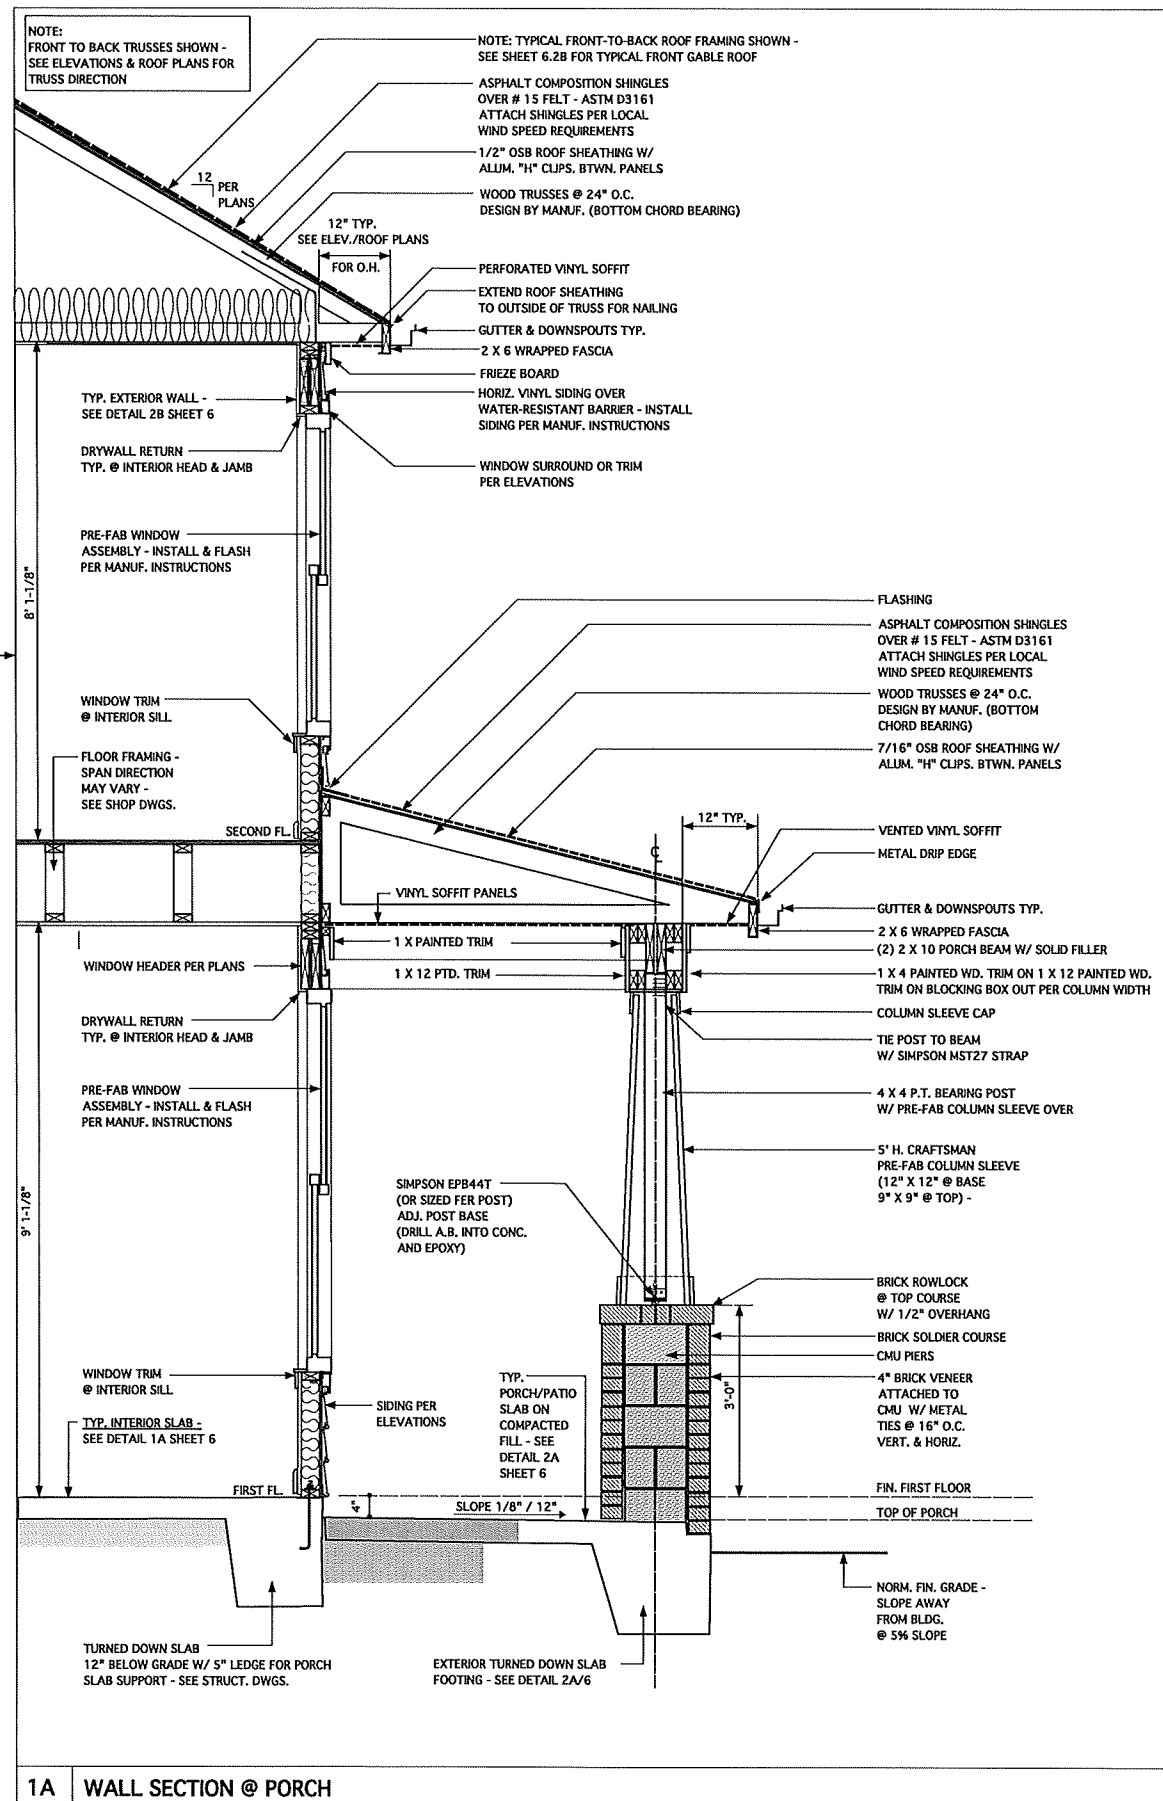 NOTE:
FRONT TO BACK TRUSSES SHOWN -
SEE ELEVATIONS & ROOF PLANS FOR
TRUSS DIRECTION
NOTE: TYPICAL FRONT-TO-BACK ROOF FRAMING SHOWN -
SEE SHEET 6.2B FOR TYPICAL FRONT GABLE ROOF
ASPHALT COMPOSITION SHINGLES
OVER # 15 FELT - ASTM D3161
ATTACH SHINGLES PER LOCAL
WIND SPEED REQUIREMENTS
1/2" OSB ROOF SHEATHING W/
ALUM. "H" CLIPS. BTWN. PANELS
WOOD TRUSSES @ 24" O.C.
DESIGN BY MANUF. (BOTTOM CHORD BEARING)
12
PER
PLANS
12" TYP.
SEE ELEV./ROOF PLANS
FOR O.H.
PERFORATED VINYL SOFFIT
EXTEND ROOF SHEATHING
TO OUTSIDE OF TRUSS FOR NAILING
GUTTER & DOWNSPOUTS TYP.
2 X 6 WRAPPED FASCIA
FRIEZE BOARD
HORIZ. VINYL SIDING OVER
WATER-RESISTANT BARRIER - INSTALL
SIDING PER MANUF. INSTRUCTIONS
WINDOW SURROUND OR TRIM
PER ELEVATIONS
TYP. EXTERIOR WALL -
SEE DETAIL 2B SHEET 6
DRYWALL RETURN
TYP. @ INTERIOR HEAD & JAMB
PRE-FAB WINDOW
ASSEMBLY - INSTALL & FLASH
PER MANUF. INSTRUCTIONS
8' 1-1/8"
WINDOW TRIM
@ INTERIOR SILL
FLOOR FRAMING -
SPAN DIRECTION
MAY VARY -
SEE SHOP DWGS.
SECOND FL.
FLASHING
ASPHALT COMPOSITION SHINGLES
OVER # 15 FELT - ASTM D3161
ATTACH SHINGLES PER LOCAL
WIND SPEED REQUIREMENTS
WOOD TRUSSES @ 24" O.C.
DESIGN BY MANUF. (BOTTOM
CHORD BEARING)
7/16" OSB ROOF SHEATHING W/
ALUM. "H" CLIPS. BTWN. PANELS
12" TYP.
VENTED VINYL SOFFIT
METAL DRIP EDGE
℄
VINYL SOFFIT PANELS
GUTTER & DOWNSPOUTS TYP.
2 X 6 WRAPPED FASCIA
(2) 2 X 10 PORCH BEAM W/ SOLID FILLER
1 X PAINTED TRIM
1 X 12 PTD. TRIM
1 X 4 PAINTED WD. TRIM ON 1 X 12 PAINTED WD.
TRIM ON BLOCKING BOX OUT PER COLUMN WIDTH
COLUMN SLEEVE CAP
TIE POST TO BEAM
W/ SIMPSON MST27 STRAP
4 X 4 P.T. BEARING POST
W/ PRE-FAB COLUMN SLEEVE OVER
5' H. CRAFTSMAN
PRE-FAB COLUMN SLEEVE
(12" X 12" @ BASE
9" X 9" @ TOP) -
WINDOW HEADER PER PLANS
DRYWALL RETURN
TYP. @ INTERIOR HEAD & JAMB
PRE-FAB WINDOW
ASSEMBLY - INSTALL & FLASH
PER MANUF. INSTRUCTIONS
9' 1-1/8"
SIMPSON EPB44T
(OR SIZED FER POST)
ADJ. POST BASE
(DRILL A.B. INTO CONC.
AND EPOXY)
BRICK ROWLOCK
@ TOP COURSE
W/ 1/2" OVERHANG
BRICK SOLDIER COURSE
CMU PIERS
4" BRICK VENEER
ATTACHED TO
CMU W/ METAL
TIES @ 16" O.C.
VERT. & HORIZ.
3'-0"
WINDOW TRIM
@ INTERIOR SILL
TYP. INTERIOR SLAB -
SEE DETAIL 1A SHEET 6
SIDING PER
ELEVATIONS
TYP.
PORCH/PATIO
SLAB ON
COMPACTED
FILL - SEE
DETAIL 2A
SHEET 6
FIRST FL.
4"
SLOPE 1/8" / 12"
FIN. FIRST FLOOR
TOP OF PORCH
NORM. FIN. GRADE -
SLOPE AWAY
FROM BLDG.
@ 5% SLOPE
TURNED DOWN SLAB
12" BELOW GRADE W/ 5" LEDGE FOR PORCH
SLAB SUPPORT - SEE STRUCT. DWGS.
EXTERIOR TURNED DOWN SLAB
FOOTING - SEE DETAIL 2A/6
1A WALL SECTION @ PORCH